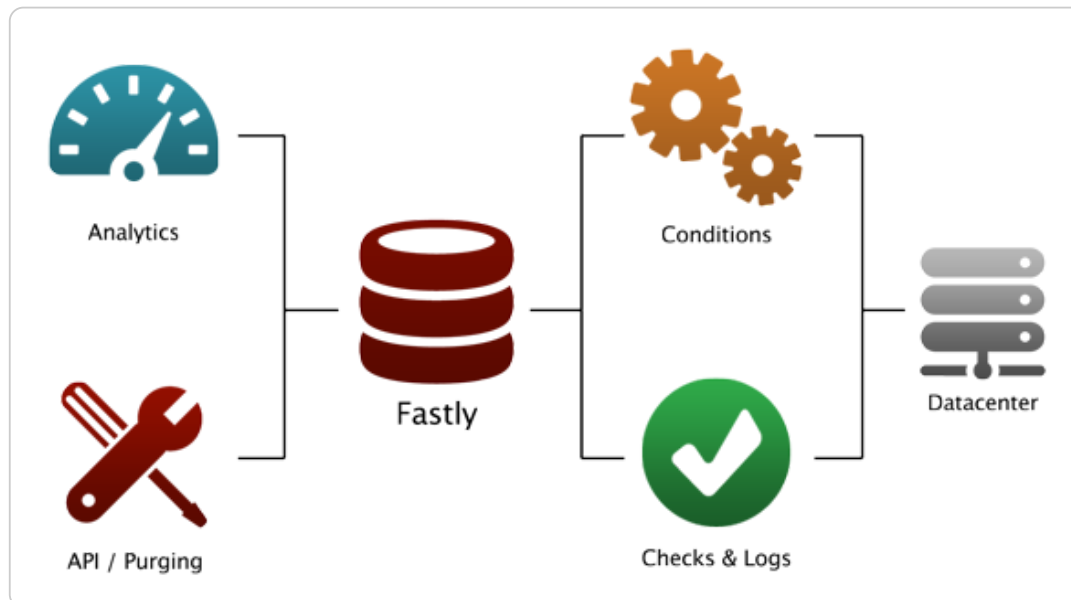 Analytics
Conditions
Fastly
Datacenter
API / Purging
Checks & Logs